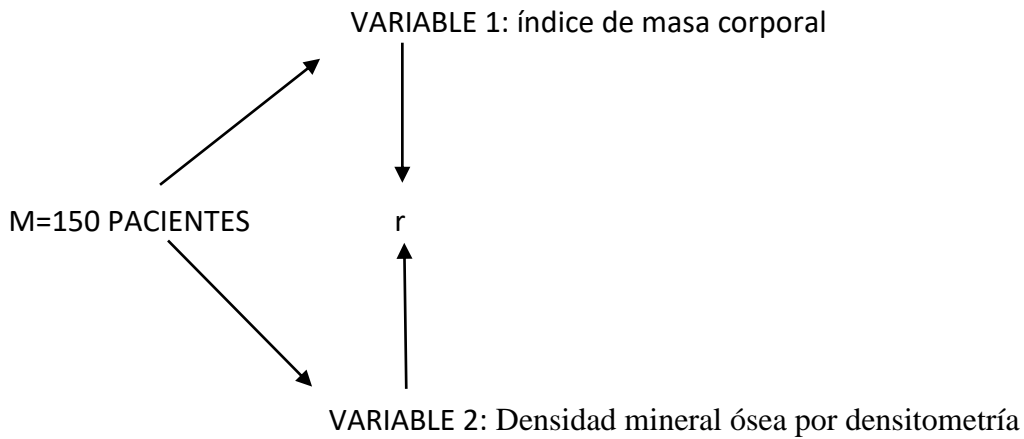 VARIABLE 1: índice de masa corporal
M=150 PACIENTES r
VARIABLE 2: Densidad mineral ósea por densitometría